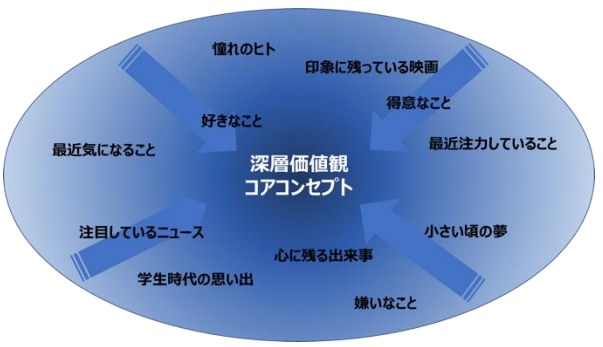 憧れのヒト
印象に残っている映画
得意なこと
好きなこと
最近注力していること
最近気になること
深層価値観
コアコンセプト
注目しているニュース
小さい頃の夢
心に残る出来事
学生時代の思い出
嫌いなこと